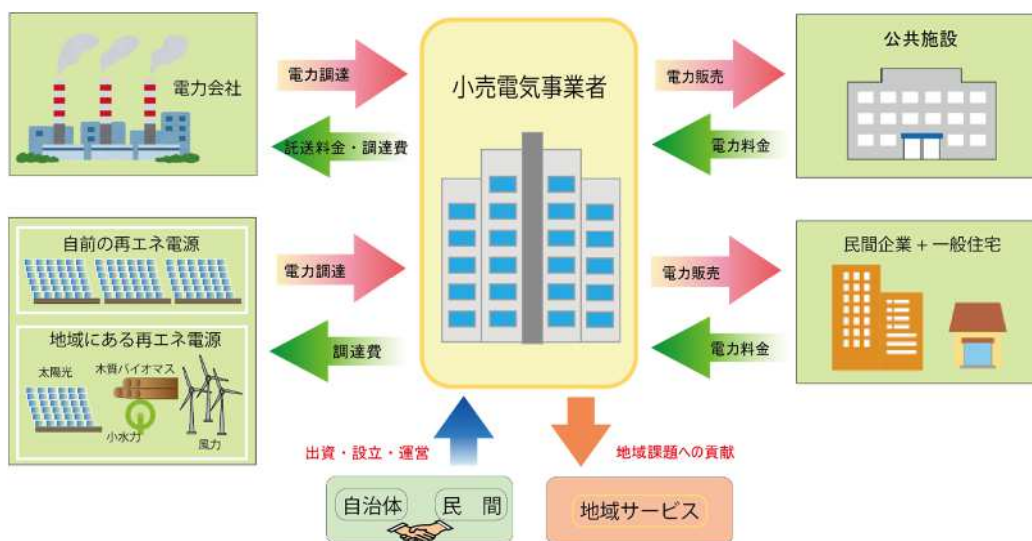 電力会社
電力調達
託送料金・調達費
小売電気事業者
電力販売
電力料金
公共施設
自前の再エネ電源
地域にある再エネ電源
太陽光
木質バイオマス
小水力
風力
電力調達
調達費
電力販売
電力料金
民間企業 + 一般住宅
出資・設立・運営
地域課題への貢献
自治体
民　間
地域サービス